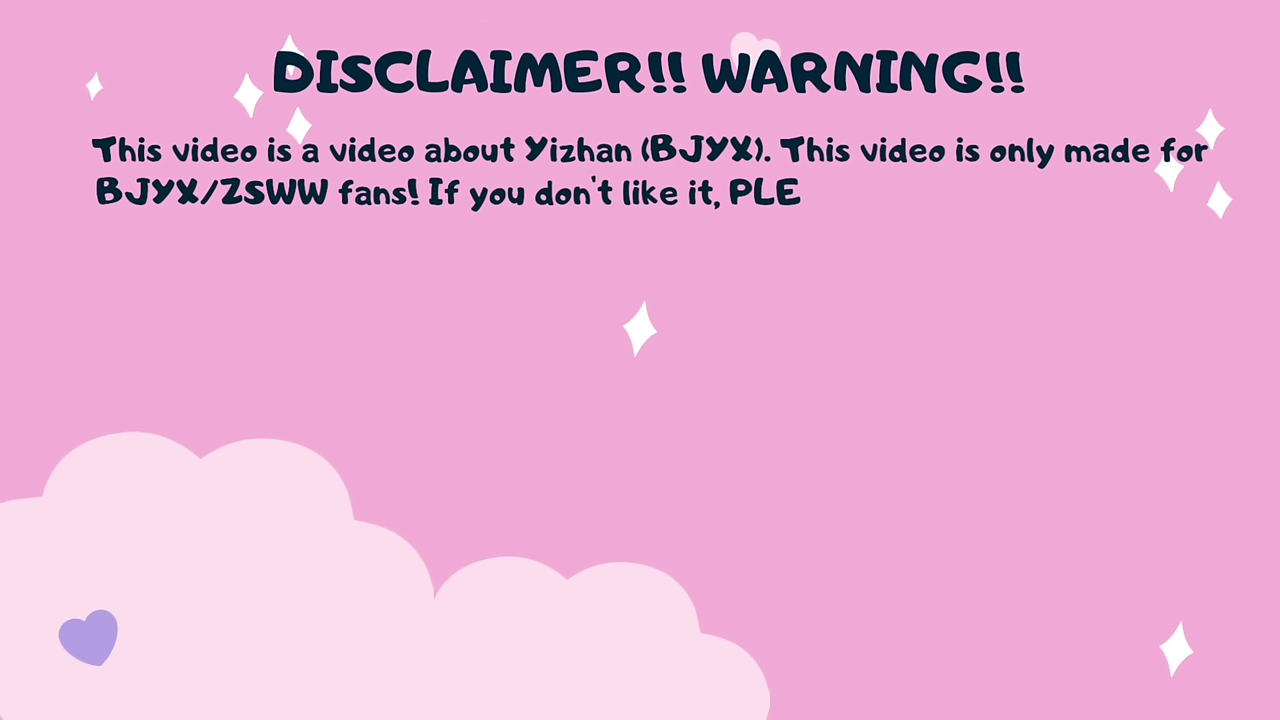 DISCLAIMER!! WARNING!!
This video is a video about Yizhan (BJYX). This video is only made for
BJYX/ZSWW fans! If you don't like it, PLE